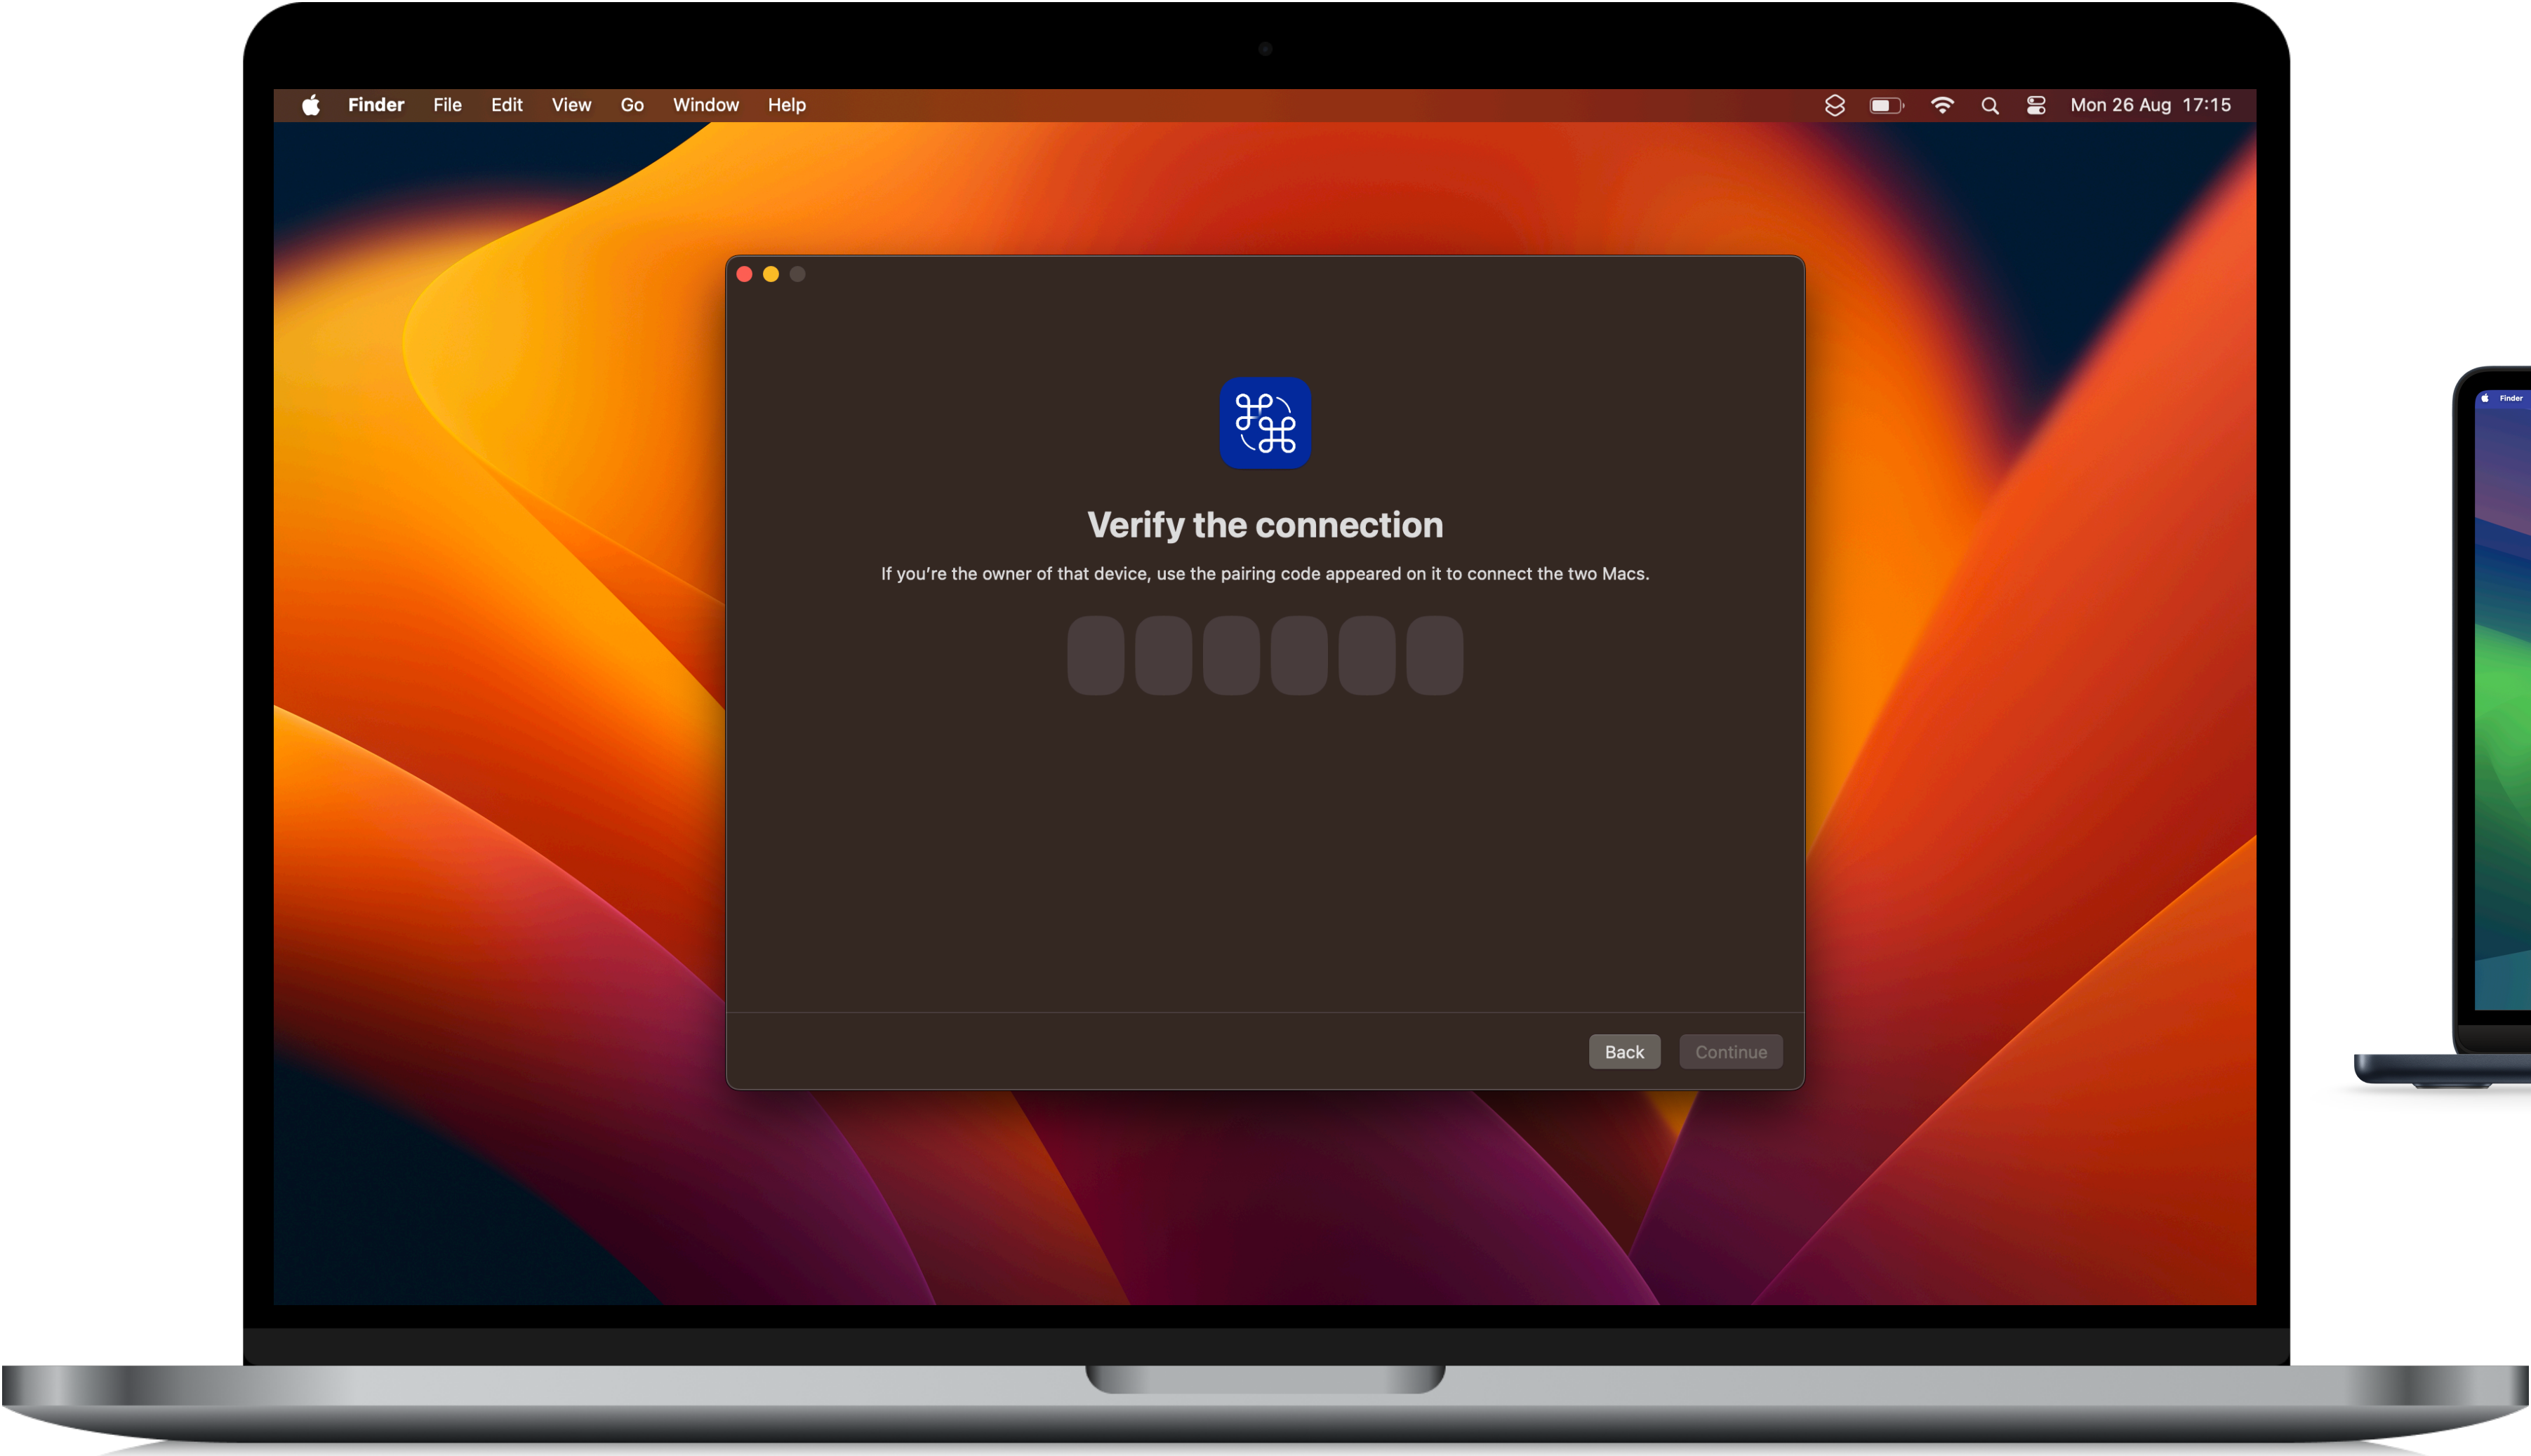 Finder File Edit View Go Window Help Mon 26 Aug 17:15
Verify the connection
If you’re the owner of that device, use the pairing code appeared on it to connect the two Macs.
Back Continue
Finder